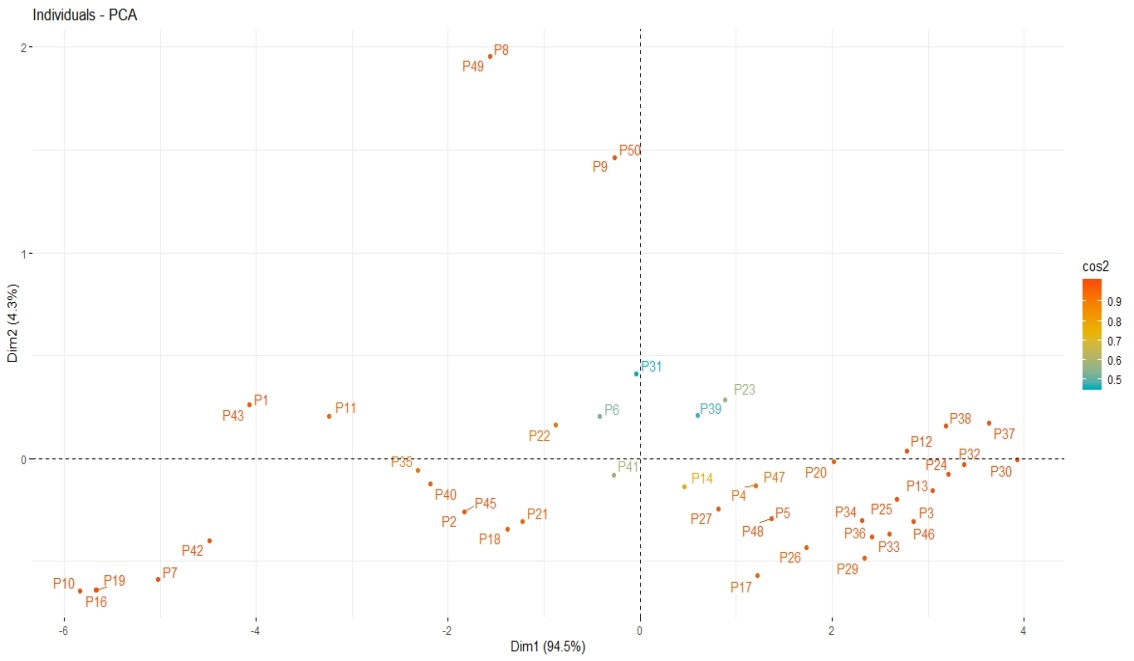 Individuals - PCA
2
P8
P49
P50
P9
1
Dim2 (4.3%)
cos2
0.9
0.8
0.7
0.6
0.5
P31
P23
P1
P43
P11
P6
P39
P22
P38
P37
P12
0
P35
P41
P32
P24
P30
P20
P40
P14
P47
P4
P13
P45
P2
P21
P18
P27
P5
P48
P34
P25
P3
P36
P46
P33
P42
P26
P29
P10
P19
P7
P16
P17
-6
-4
-2
0
2
4
Dim1 (94.5%)